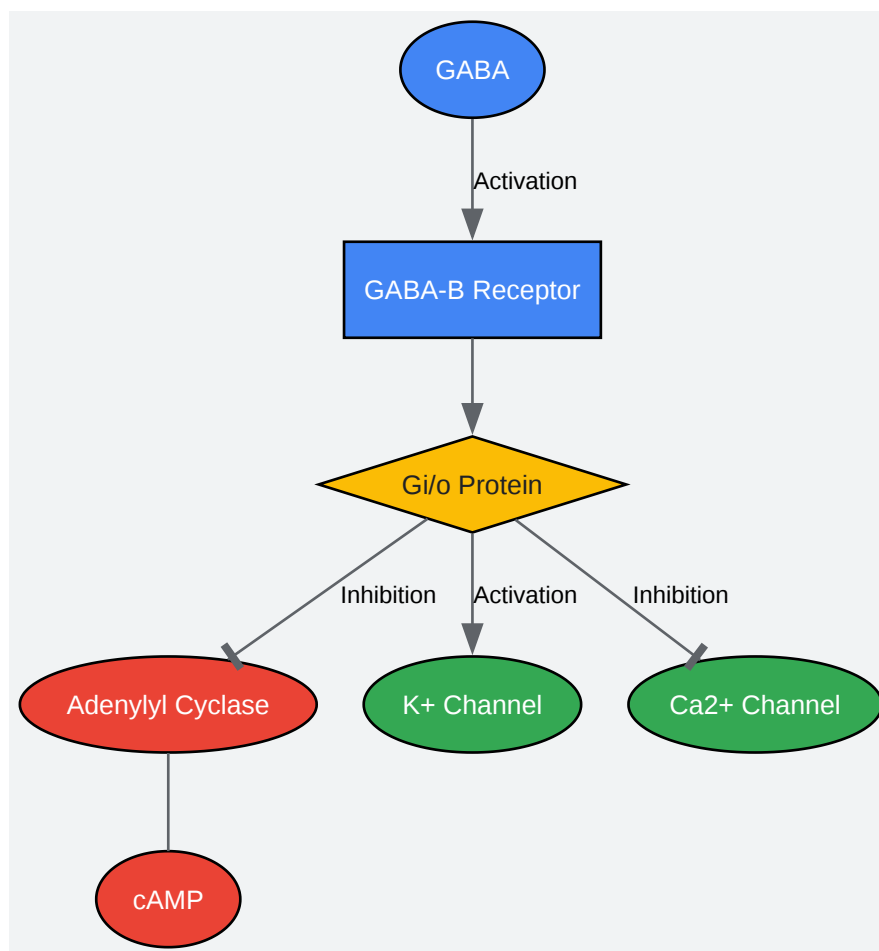 GABA
Activation
GABA-B Receptor
Gi/o Protein
Inhibition
Activation
Inhibition
Adenylyl Cyclase
K+ Channel
Ca2+ Channel
cAMP